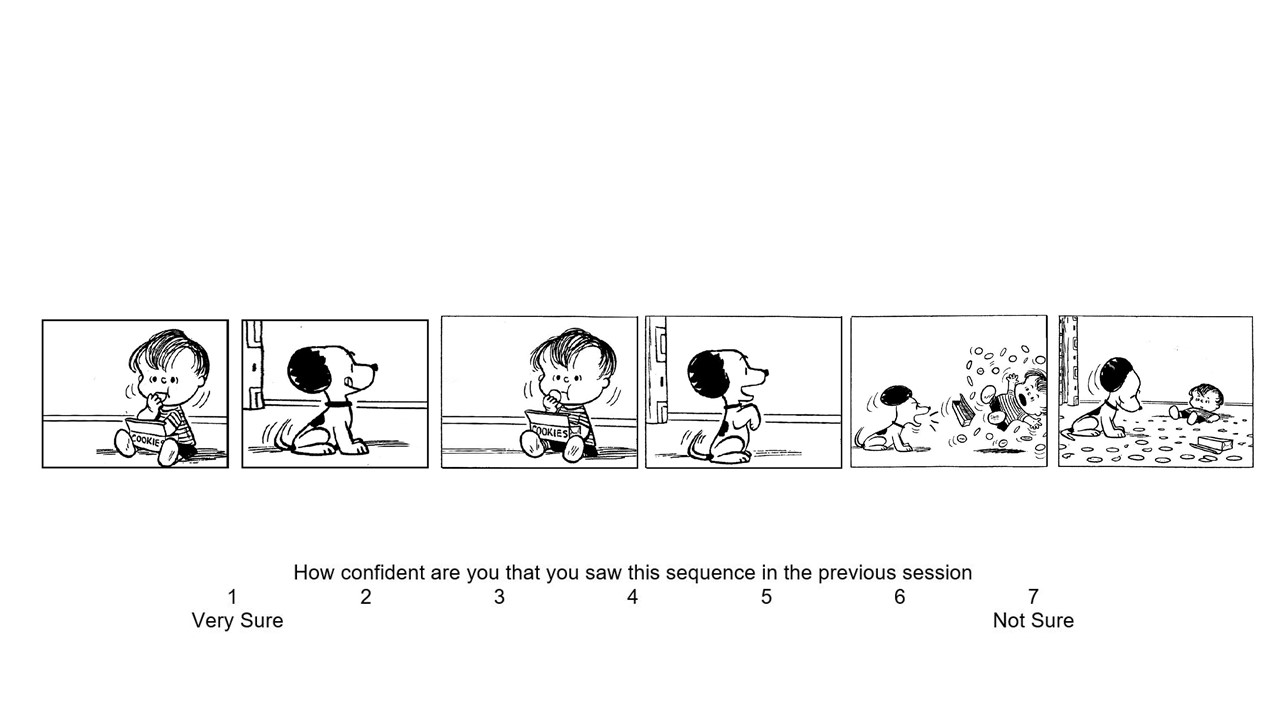 COOKIES
COOKIES
How confident are you that you saw this sequence in the previous session
1 2 3 4 5 6 7
Very Sure Not Sure